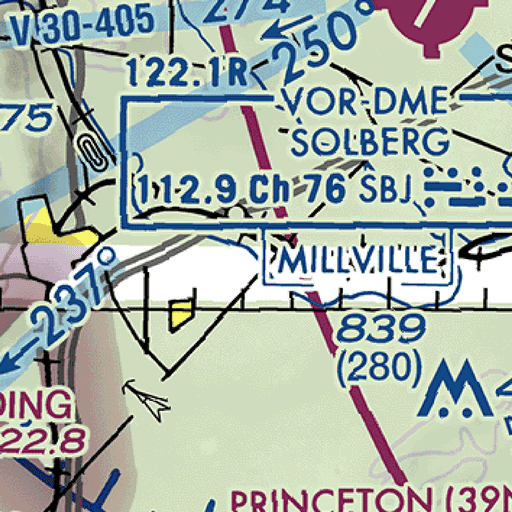 V 30-405
274°
250°
122.1R
VOR-DME
SOLBERG
75
112.9 Ch 76 SBJ
MILLVILLE
237°
839
(280)
DING
22.8
PRINCETON (39N